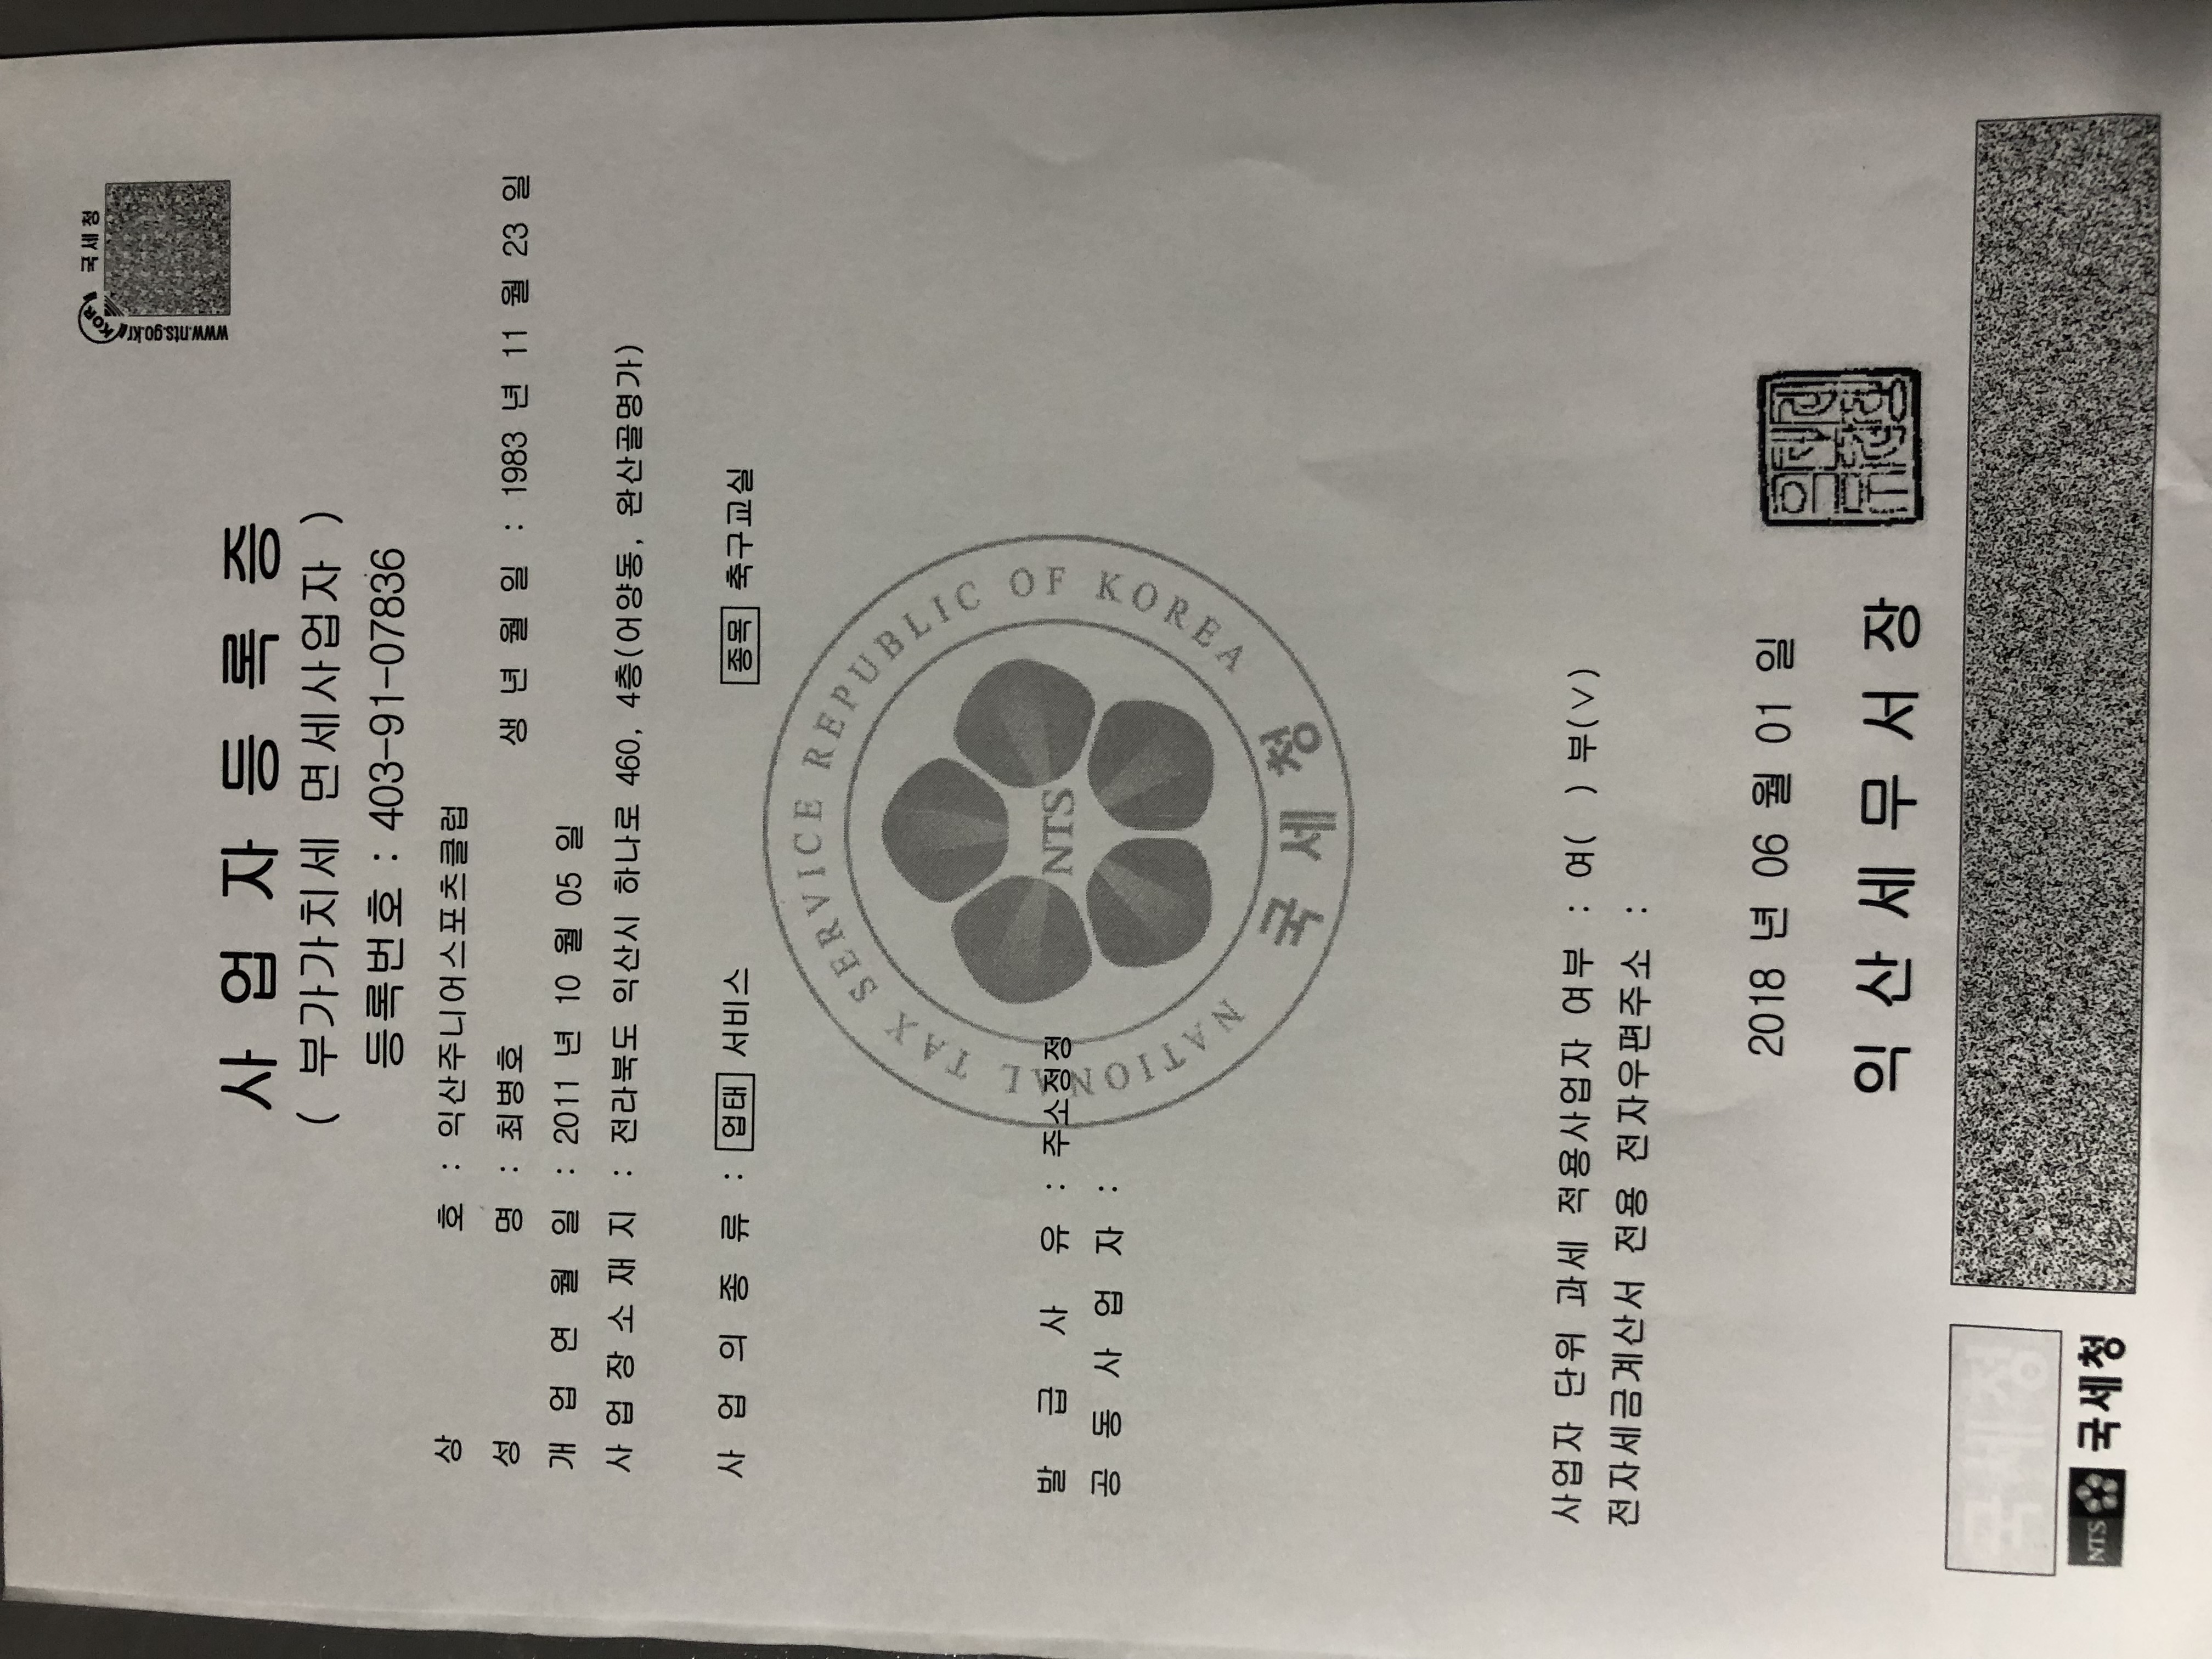 국세청
KOR
www.nts.go.kr
사업자등록증
( 부가가치세 면세사업자 )
등록번호 : 403-91-07836
상호 : 익산주니어스포츠클럽
성명 : 최병호 생년월일 : 1983 년 11 월 23 일
개업연월일 : 2011 년 10 월 05 일
사업장소재지 : 전라북도 익산시 하나로 460, 4층(어양동, 완산골명가)
사업의종류 : 업태 서비스 종목 축구교실
NATIONAL TAX SERVICE REPUBLIC OF KOREA
NTS
발급사유 : 주소정정
공동사업자 :
국세청
사업자 단위 과세 적용사업자 여부 : 여( ) 부(∨)
전자세금계산서 전용 전자우편주소 :
2018 년 06 월 01 일
익산세무서장
국세청
NTS 국세청